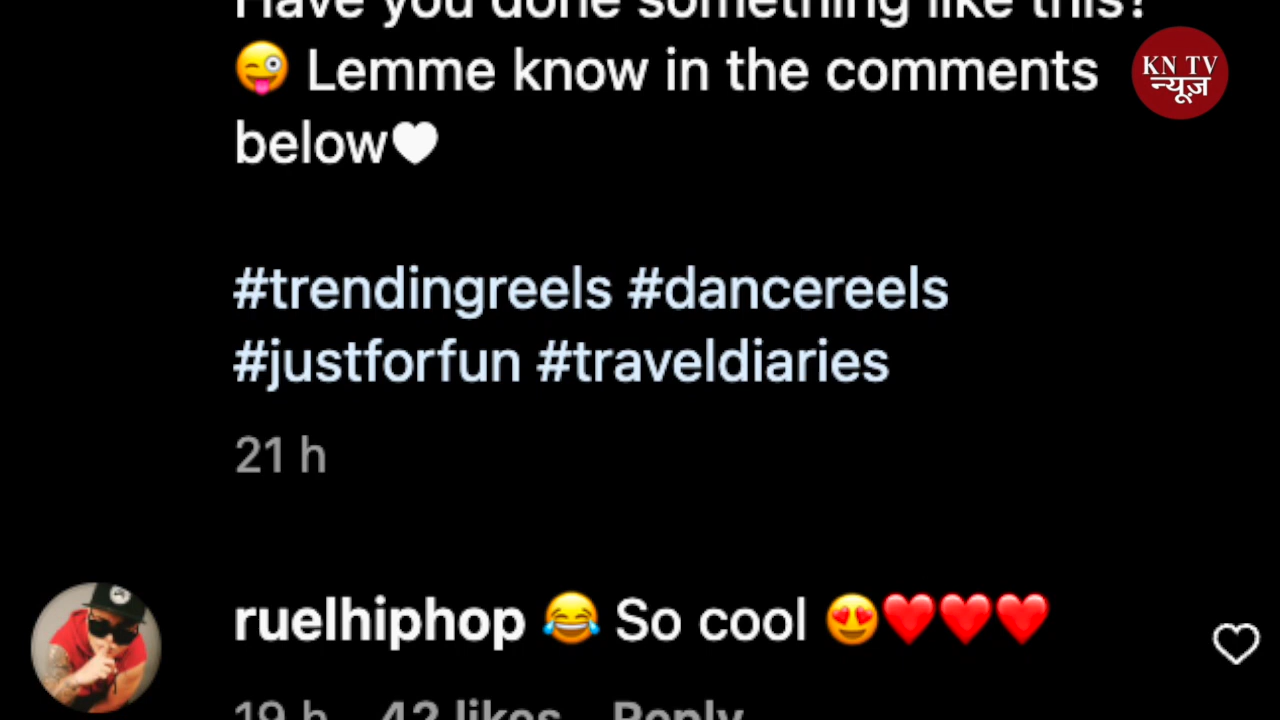 Have you done something like this?
😜 Lemme know in the comments
below🤍
KN TV
न्यूज़
#trendingreels #dancereels
#justforfun #traveldiaries
21 h
ruelhiphop 😂 So cool 😍❤️❤️❤️
19 h 42 likes Reply